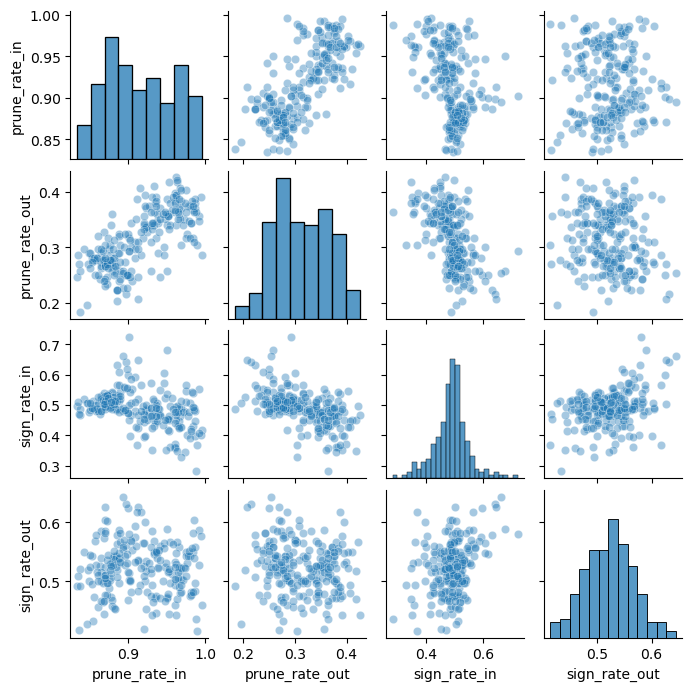 1.00
0.95
0.90
0.85
prune_rate_in
0.4
0.3
0.2
prune_rate_out
0.7
0.6
0.5
0.4
0.3
sign_rate_in
0.6
0.5
sign_rate_out
0.9 1.0 0.2 0.3 0.4 0.4 0.6 0.5 0.6
prune_rate_in prune_rate_out sign_rate_in sign_rate_out